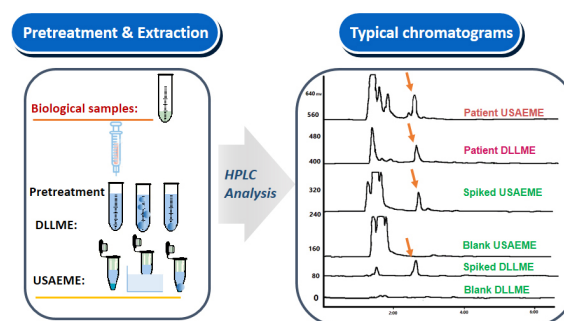 Pretreatment & Extraction
Typical chromatograms
Biological samples:
Pretreatment
DLLME:
USAEME:
HPLC
Analysis
640
560
480
400
320
240
160
80
0
Patient USAEME
Patient DLLME
Spiked USAEME
Blank USAEME
Spiked DLLME
Blank DLLME
2:00
4:00
6:00